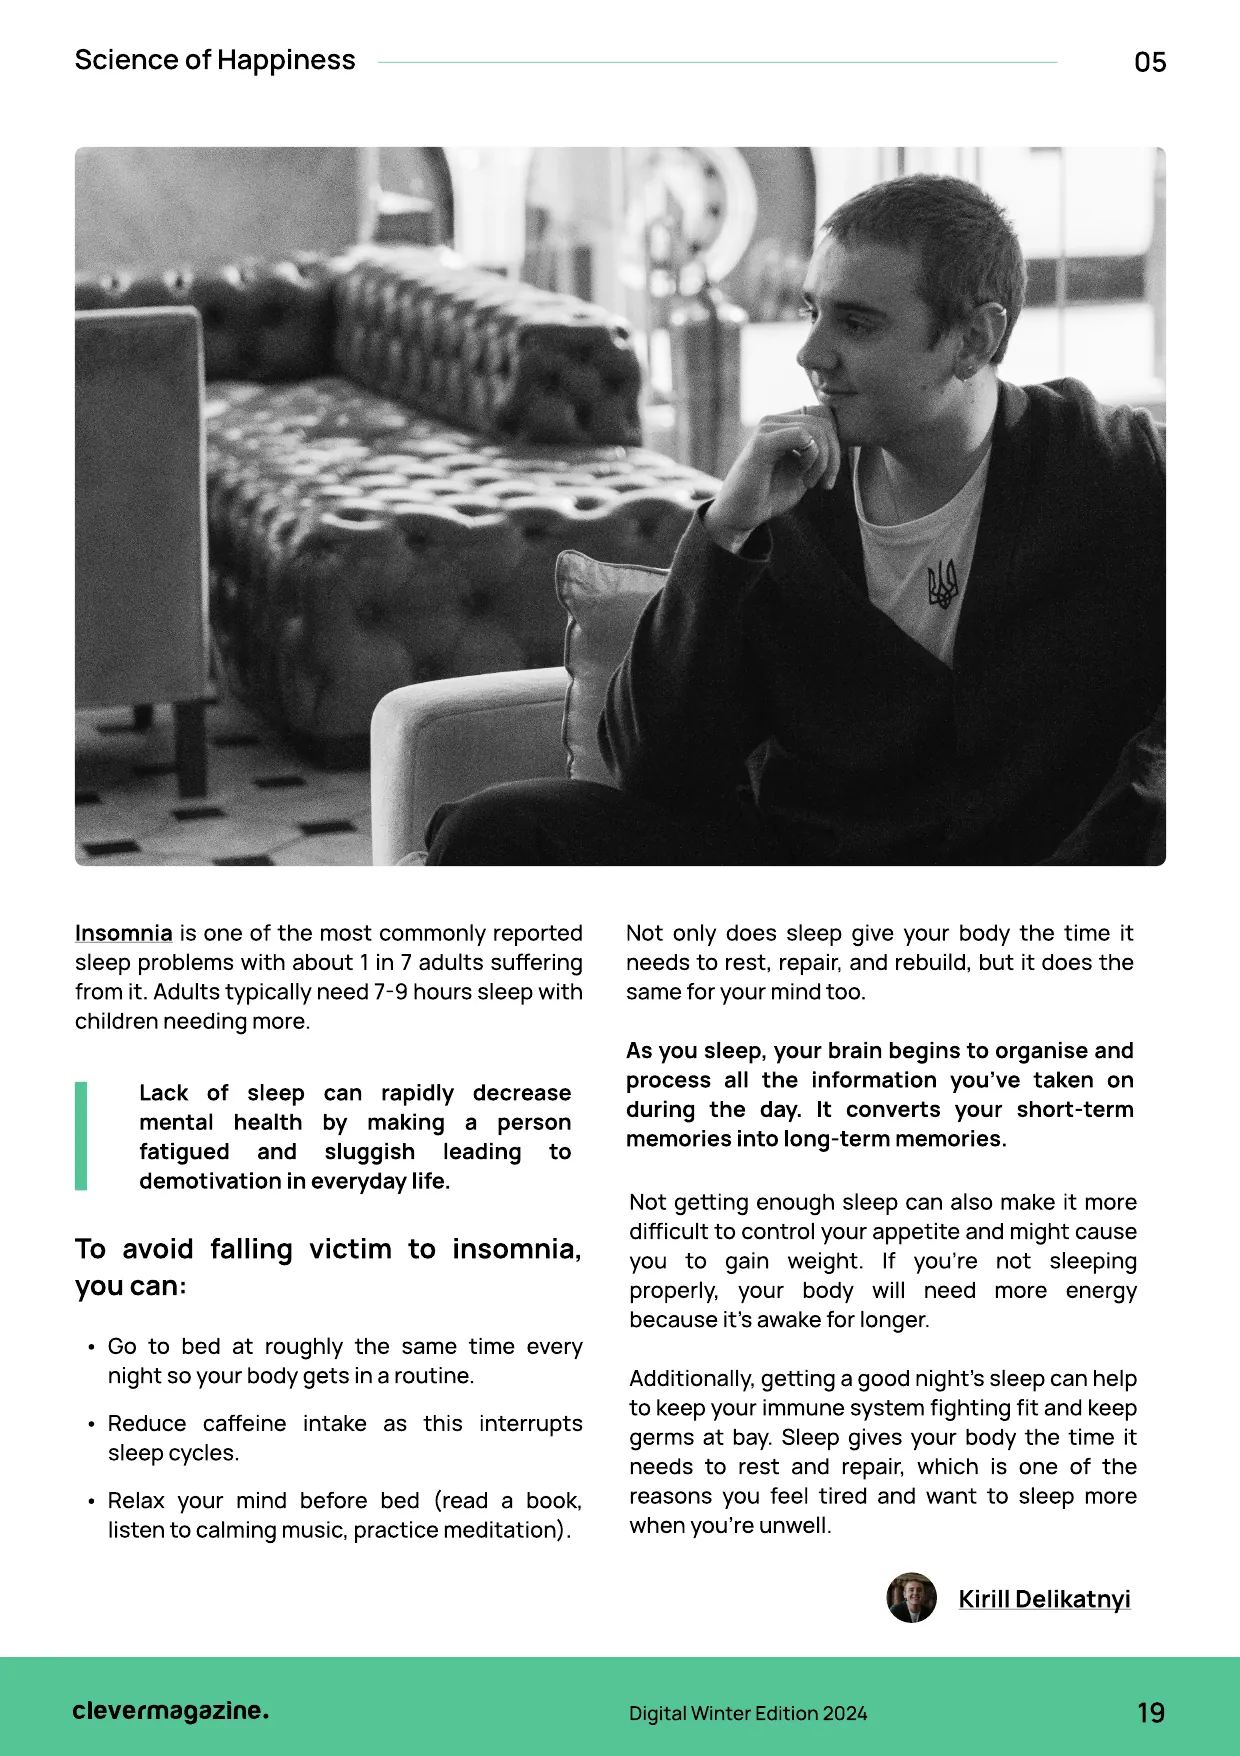 Science of Happiness
05
Insomnia is one of the most commonly reported
sleep problems with about 1 in 7 adults suffering
from it. Adults typically need 7-9 hours sleep with
children needing more.
Lack of sleep can rapidly decrease
mental health by making a person
fatigued and sluggish leading to
demotivation in everyday life.
To avoid falling victim to insomnia,
you can:
• Go to bed at roughly the same time every
night so your body gets in a routine.
• Reduce caffeine intake as this interrupts
sleep cycles.
• Relax your mind before bed (read a book,
listen to calming music, practice meditation).
Not only does sleep give your body the time it
needs to rest, repair, and rebuild, but it does the
same for your mind too.
As you sleep, your brain begins to organise and
process all the information you've taken on
during the day. It converts your short-term
memories into long-term memories.
Not getting enough sleep can also make it more
difficult to control your appetite and might cause
you to gain weight. If you're not sleeping
properly, your body will need more energy
because it's awake for longer.
Additionally, getting a good night's sleep can help
to keep your immune system fighting fit and keep
germs at bay. Sleep gives your body the time it
needs to rest and repair, which is one of the
reasons you feel tired and want to sleep more
when you're unwell.
Kirill Delikatnyi
clevermagazine.
Digital Winter Edition 2024
19